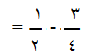 = ١/٢ - ٣/٤